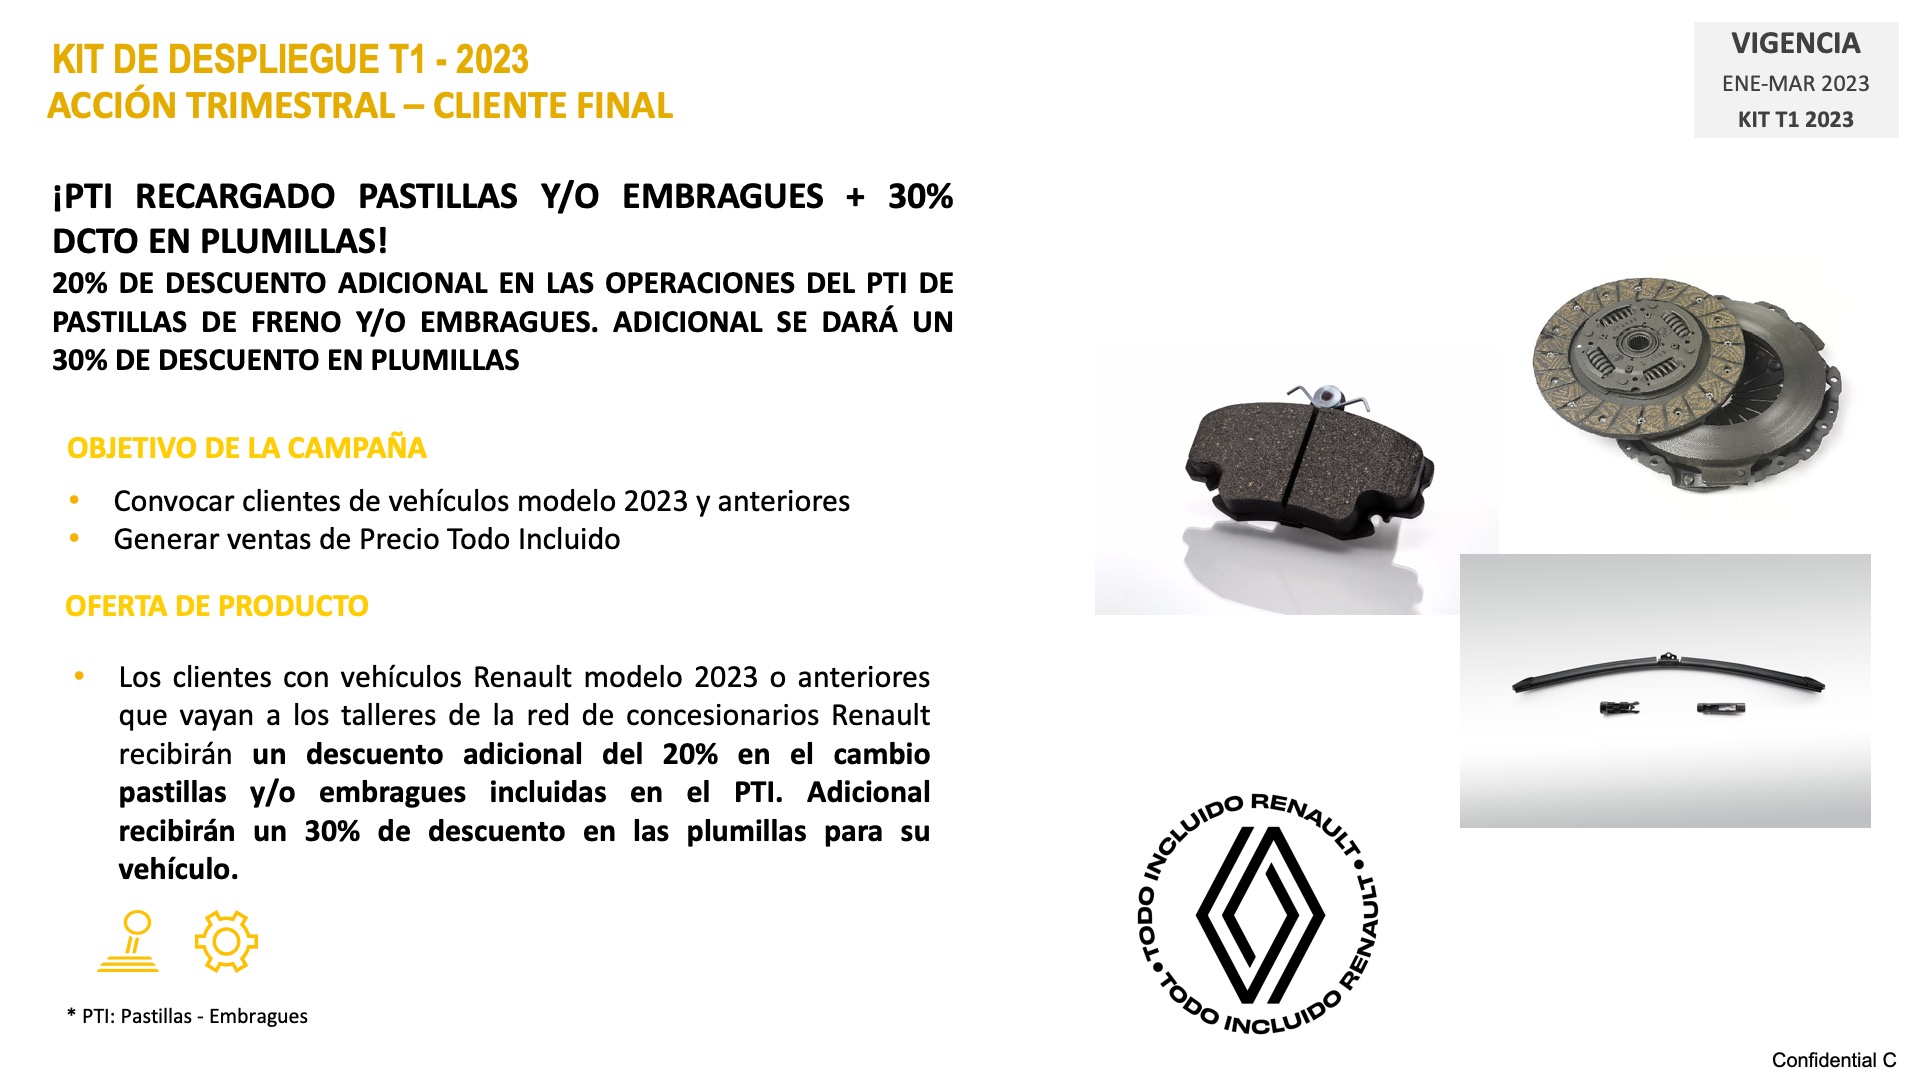 KIT DE DESPLIEGUE T1 - 2023
ACCIÓN TRIMESTRAL – CLIENTE FINAL
VIGENCIA
ENE-MAR 2023
KIT T1 2023
¡PTI RECARGADO PASTILLAS Y/O EMBRAGUES + 30%
DCTO EN PLUMILLAS!
20% DE DESCUENTO ADICIONAL EN LAS OPERACIONES DEL PTI DE
PASTILLAS DE FRENO Y/O EMBRAGUES. ADICIONAL SE DARÁ UN
30% DE DESCUENTO EN PLUMILLAS
OBJETIVO DE LA CAMPAÑA
• Convocar clientes de vehículos modelo 2023 y anteriores
• Generar ventas de Precio Todo Incluido
OFERTA DE PRODUCTO
• Los clientes con vehículos Renault modelo 2023 o anteriores
que vayan a los talleres de la red de concesionarios Renault
recibirán un descuento adicional del 20% en el cambio
pastillas y/o embragues incluidas en el PTI. Adicional
recibirán un 30% de descuento en las plumillas para su
vehículo.
* PTI: Pastillas - Embragues
TODO INCLUIDO RENAULT • TODO INCLUIDO RENAULT •
Confidential C